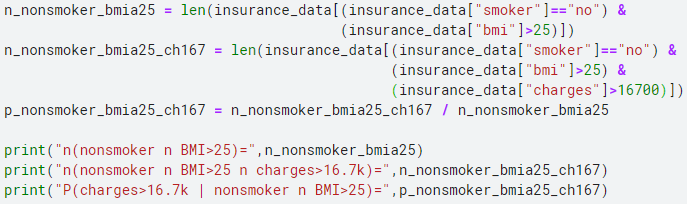 n_nonsmoker_bmia25 = len(insurance_data[(insurance_data["smoker"]=="no") &
(insurance_data["bmi"]>25)])
n_nonsmoker_bmia25_ch167 = len(insurance_data[(insurance_data["smoker"]=="no") &
(insurance_data["bmi"]>25) &
(insurance_data["charges"]>16700)])
p_nonsmoker_bmia25_ch167 = n_nonsmoker_bmia25_ch167 / n_nonsmoker_bmia25
print("n(nonsmoker n BMI>25)=",n_nonsmoker_bmia25)
print("n(nonsmoker n BMI>25 n charges>16.7k)=",n_nonsmoker_bmia25_ch167)
print("P(charges>16.7k | nonsmoker n BMI>25)=",p_nonsmoker_bmia25_ch167)